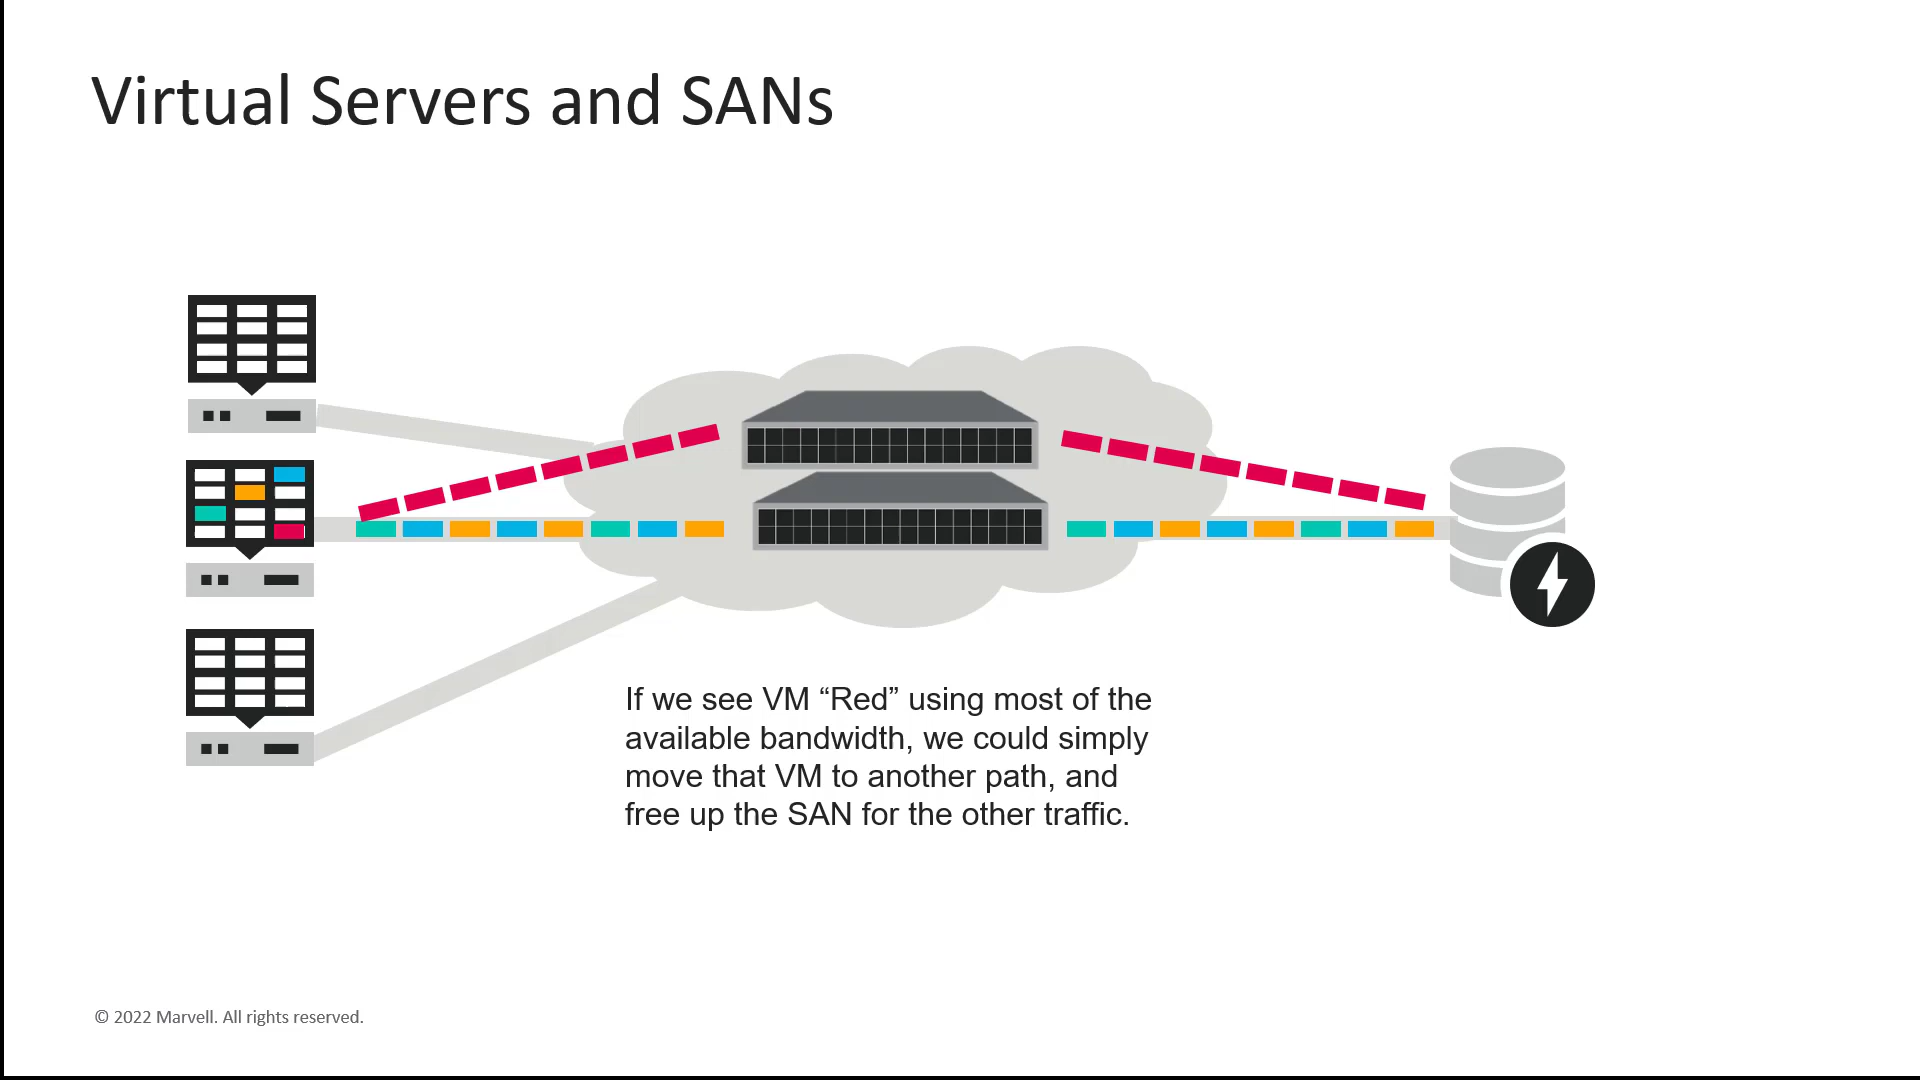 Virtual Servers and SANs
If we see VM “Red” using most of the
available bandwidth, we could simply
move that VM to another path, and
free up the SAN for the other traffic.
© 2022 Marvell. All rights reserved.